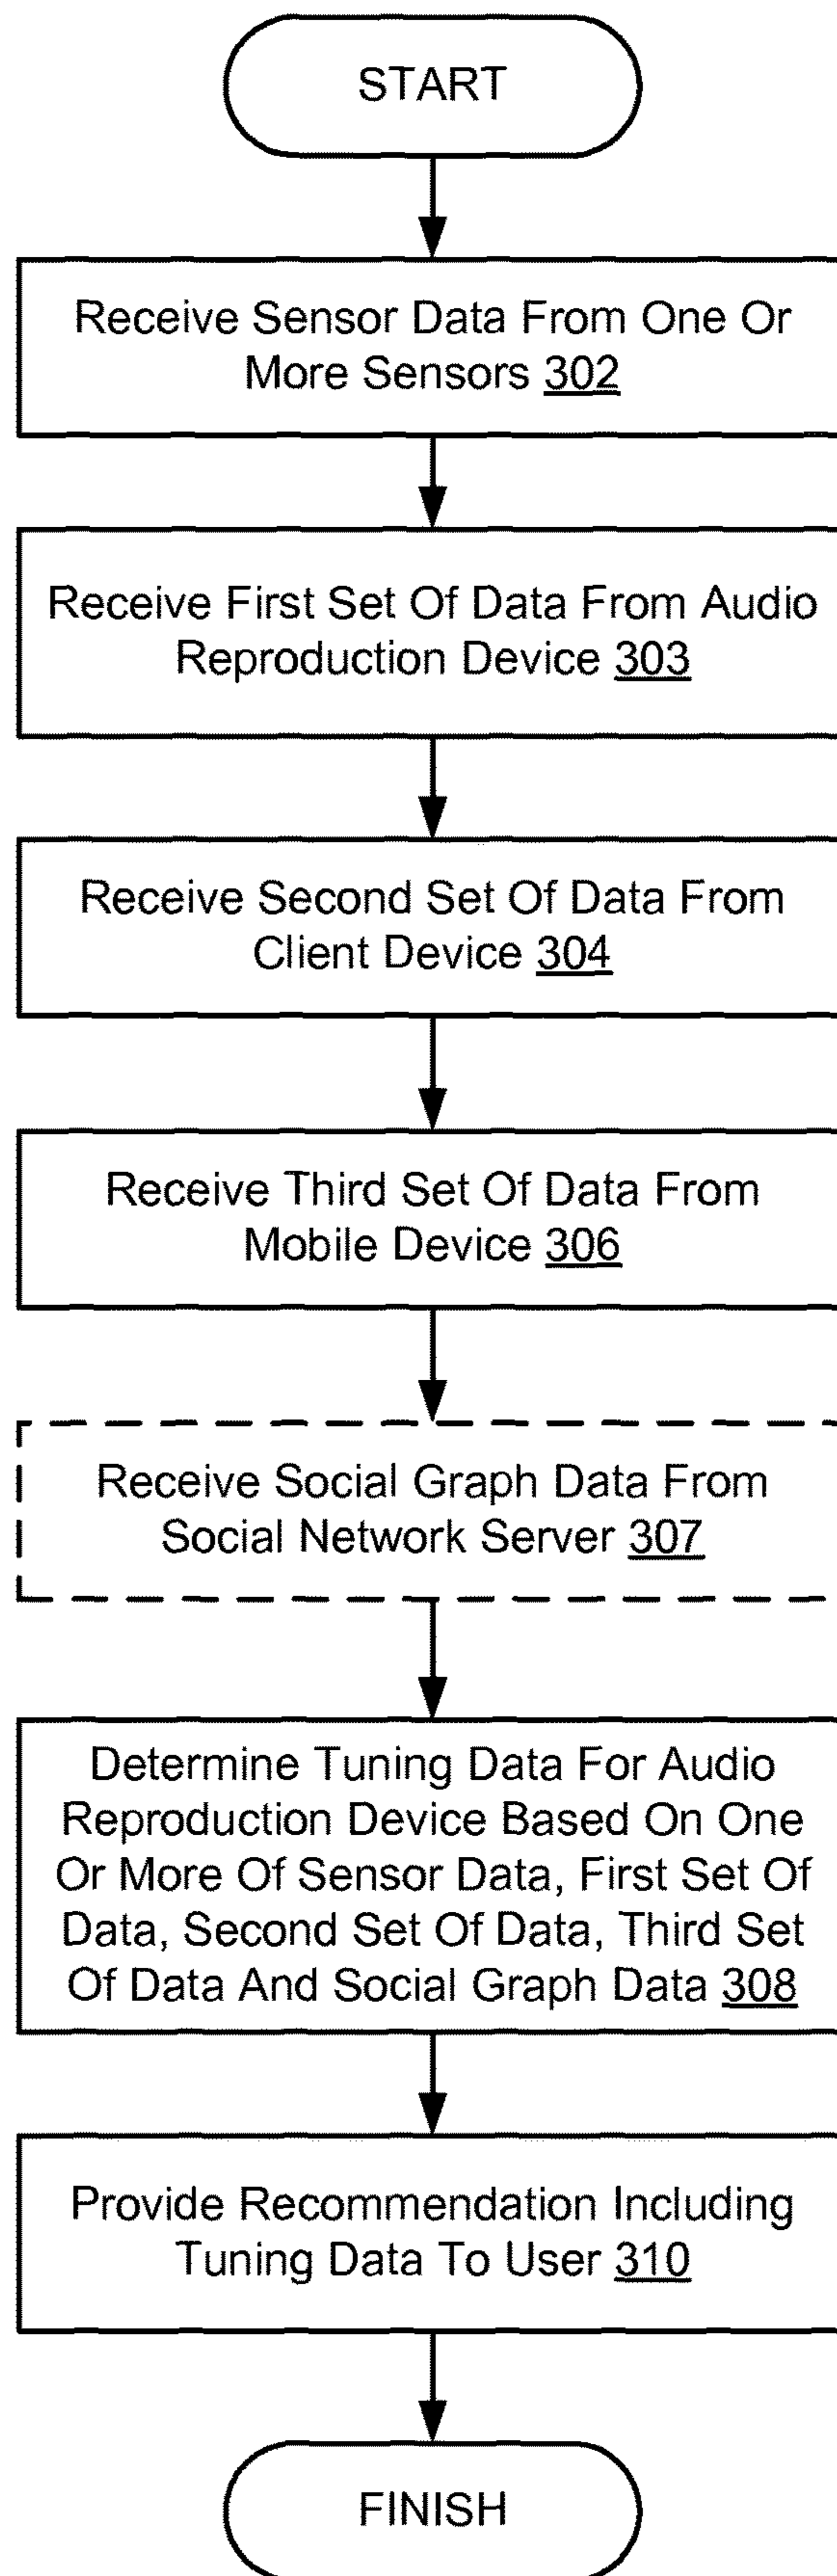 START
Receive Sensor Data From One Or
More Sensors 302
Receive First Set Of Data From Audio
Reproduction Device 303
Receive Second Set Of Data From
Client Device 304
Receive Third Set Of Data From
Mobile Device 306
Receive Social Graph Data From
Social Network Server 307
Determine Tuning Data For Audio
Reproduction Device Based On One
Or More Of Sensor Data, First Set Of
Data, Second Set Of Data, Third Set
Of Data And Social Graph Data 308
Provide Recommendation Including
Tuning Data To User 310
FINISH